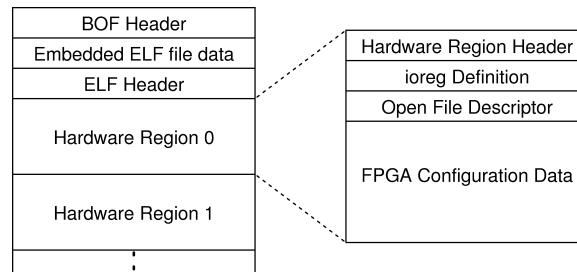 BOF Header
Embedded ELF file data
ELF Header
Hardware Region 0
Hardware Region 1
Hardware Region Header
ioreg Definition
Open File Descriptor
FPGA Configuration Data